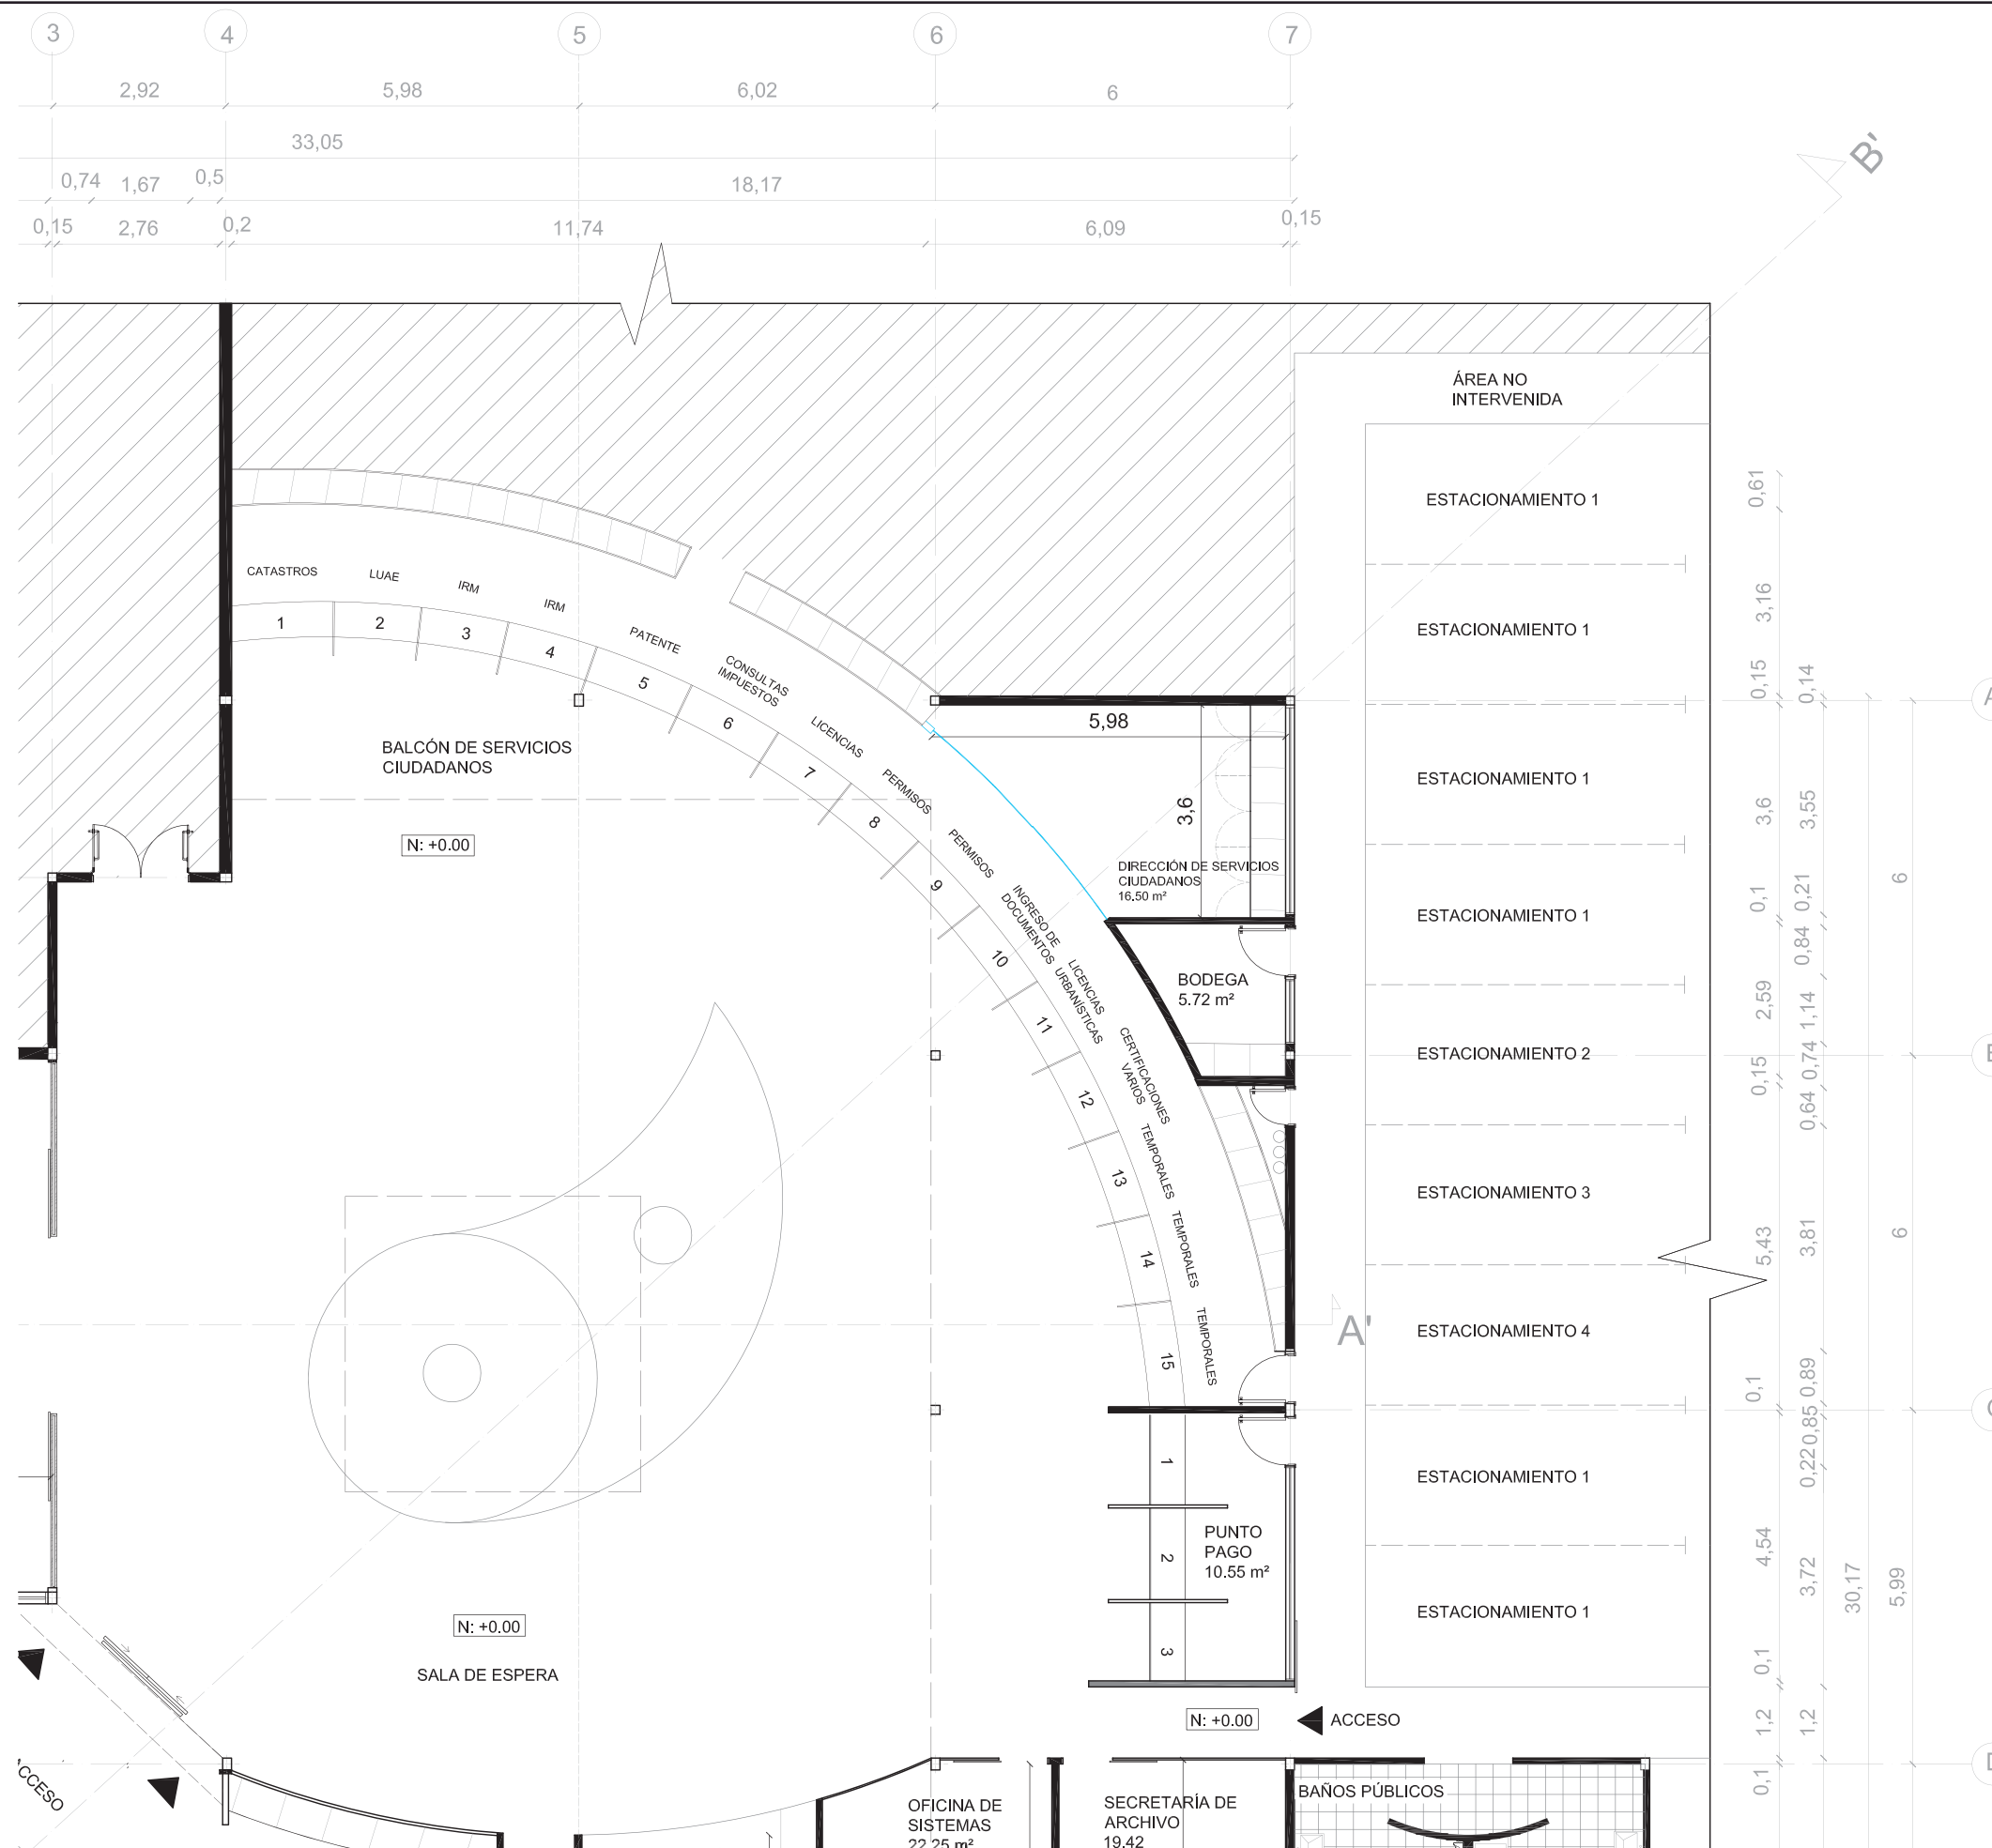 3
4
5
6
7
2,92
5,98
6,02
6
33,05
0,74
1,67
0,5
18,17
0,15
2,76
0,2
11,74
6,09
0,15
B'
ÁREA NO
INTERVENIDA
ESTACIONAMIENTO 1
ESTACIONAMIENTO 1
ESTACIONAMIENTO 1
ESTACIONAMIENTO 1
ESTACIONAMIENTO 2
ESTACIONAMIENTO 3
ESTACIONAMIENTO 4
ESTACIONAMIENTO 1
ESTACIONAMIENTO 1
CATASTROS
LUAE
IRM
IRM
PATENTE
CONSULTAS
IMPUESTOS
LICENCIAS
PERMISOS
PERMISOS
INGRESO DE
DOCUMENTOS
LICENCIAS
URBANÍSTICAS
CERTIFICACIONES
VARIOS
TEMPORALES
TEMPORALES
TEMPORALES
1
2
3
4
5
6
7
8
9
10
11
12
13
14
15
BALCÓN DE SERVICIOS
CIUDADANOS
N: +0.00
5,98
3,6
DIRECCIÓN DE SERVICIOS
CIUDADANOS
16.50 m²
BODEGA
5.72 m²
A'
1
2
3
PUNTO
PAGO
10.55 m²
N: +0.00
SALA DE ESPERA
N: +0.00
ACCESO
OFICINA DE
SISTEMAS
22.25 m²
SECRETARÍA DE
ARCHIVO
19.42
BAÑOS PÚBLICOS
0,61
3,16
0,15
3,6
0,1
2,59
0,15
5,43
0,1
4,54
0,1
1,2
0,1
0,14
3,55
0,21
0,84
1,14
0,74
0,64
3,81
0,89
0,85
0,22
3,72
1,2
30,17
6
6
5,99